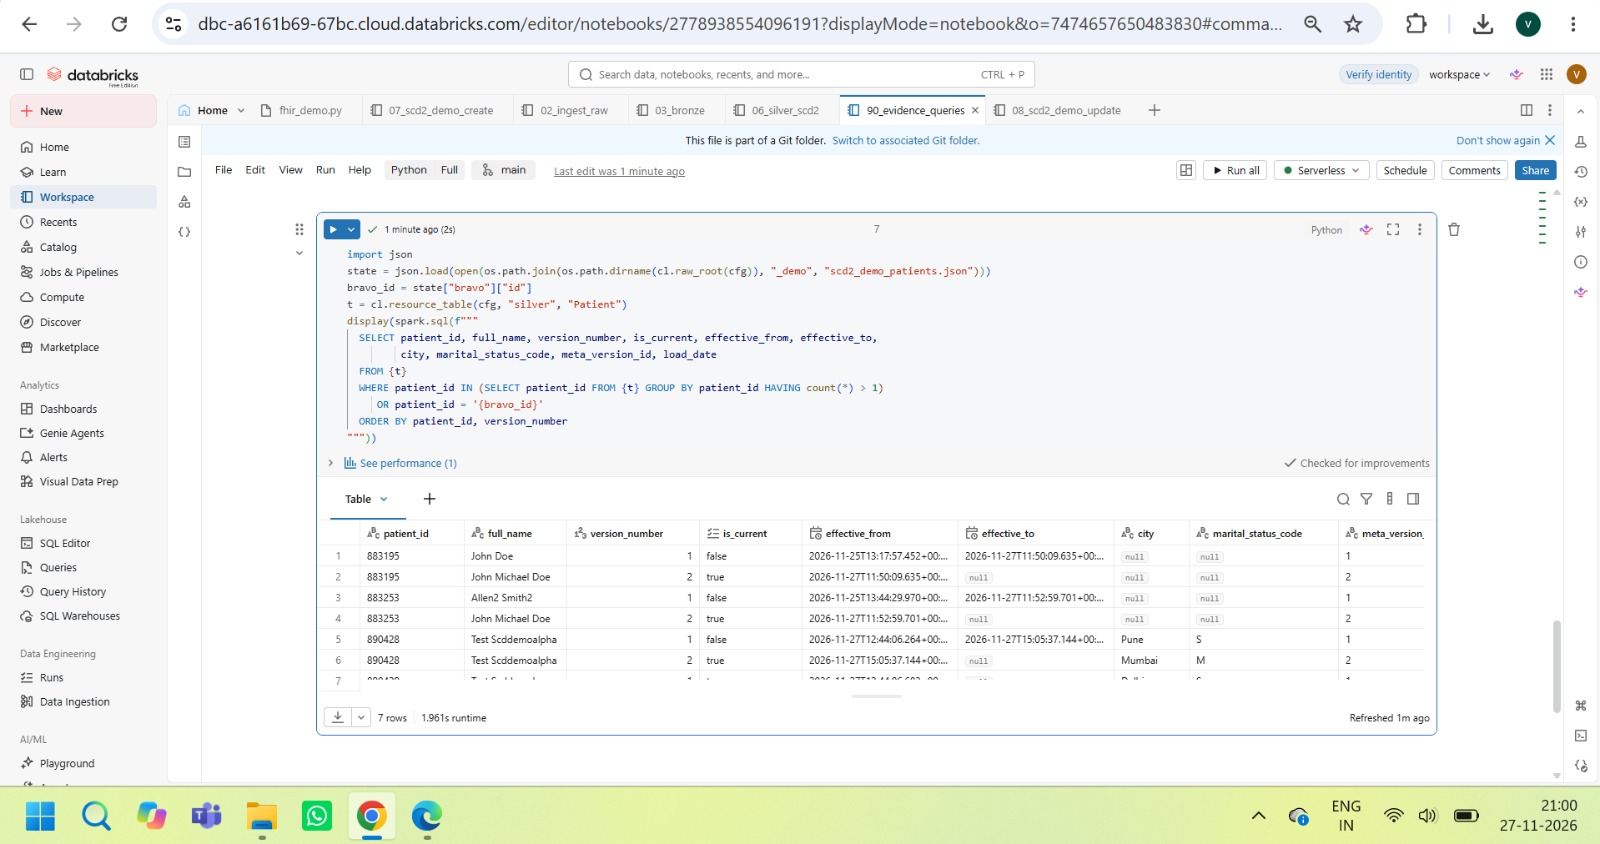 dbc-a6161b69-67bc.cloud.databricks.com/editor/notebooks/2778938554096191?displayMode=notebook&o=7474657650483830#comma...
V
databricks
Free Edition
Search data, notebooks, recents, and more...
CTRL + P
Verify identity
workspace
V
New
Home
Learn
Workspace
Recents
Catalog
Jobs & Pipelines
Compute
Discover
Marketplace
Analytics
Dashboards
Genie Agents
Alerts
Visual Data Prep
Lakehouse
SQL Editor
Queries
Query History
SQL Warehouses
Data Engineering
Runs
Data Ingestion
AI/ML
Playground
Home
fhir_demo.py
07_scd2_demo_create
02_ingest_raw
03_bronze
06_silver_scd2
90_evidence_queries
08_scd2_demo_update
This file is part of a Git folder. Switch to associated Git folder.
Don't show again
File Edit View Run Help Python Full main Last edit was 1 minute ago
Run all
Serverless
Schedule
Comments
Share
1 minute ago (2s)
7
Python
import json
state = json.load(open(os.path.join(os.path.dirname(cl.raw_root(cfg)), "_demo", "scd2_demo_patients.json")))
bravo_id = state["bravo"]["id"]
t = cl.resource_table(cfg, "silver", "Patient")
display(spark.sql(f"""
SELECT patient_id, full_name, version_number, is_current, effective_from, effective_to,
city, marital_status_code, meta_version_id, load_date
FROM {t}
WHERE patient_id IN (SELECT patient_id FROM {t} GROUP BY patient_id HAVING count(*) > 1)
OR patient_id = '{bravo_id}'
ORDER BY patient_id, version_number
"""))
See performance (1)
Checked for improvements
Table
patient_id full_name version_number is_current effective_from effective_to city marital_status_code meta_version_
1 883195 John Doe 1 false 2026-11-25T13:17:57.452+00:... 2026-11-27T11:50:09.635+00:... null null 1
2 883195 John Michael Doe 2 true 2026-11-27T11:50:09.635+00:... null null null 2
3 883253 Allen2 Smith2 1 false 2026-11-25T13:44:29.970+00:... 2026-11-27T11:52:59.701+00:... null null 1
4 883253 John Michael Doe 2 true 2026-11-27T11:52:59.701+00:... null null null 2
5 890428 Test Scddemoalpha 1 false 2026-11-27T12:44:06.264+00:... 2026-11-27T15:05:37.144+00:... Pune S 1
6 890428 Test Scddemoalpha 2 true 2026-11-27T15:05:37.144+00:... null Mumbai M 2
7
7 rows
1.961s runtime
Refreshed 1m ago
ENG
IN
21:00
27-11-2026